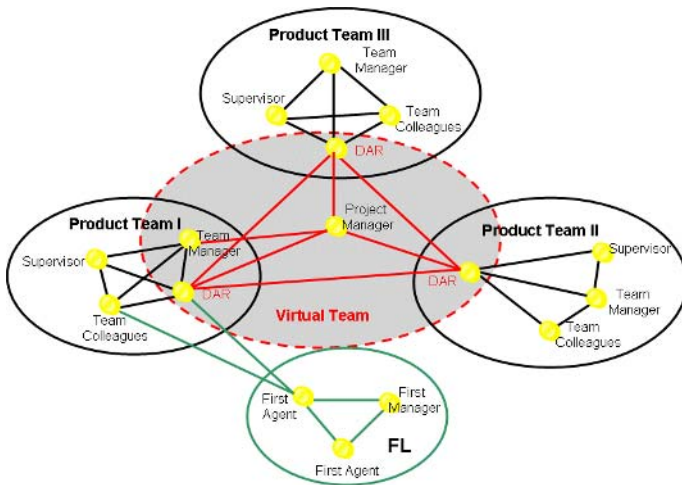 Product Team III
Team
Manager
Supervisor
Team
Colleagues
DAR
Project
Manager
Product Team I
Team
Manager
Supervisor
DAR
Team
Colleagues
Virtual Team
Product Team II
Supervisor
DAR
Team
Manager
Team
Colleagues
First
Agent
First
Manager
FL
First Agent